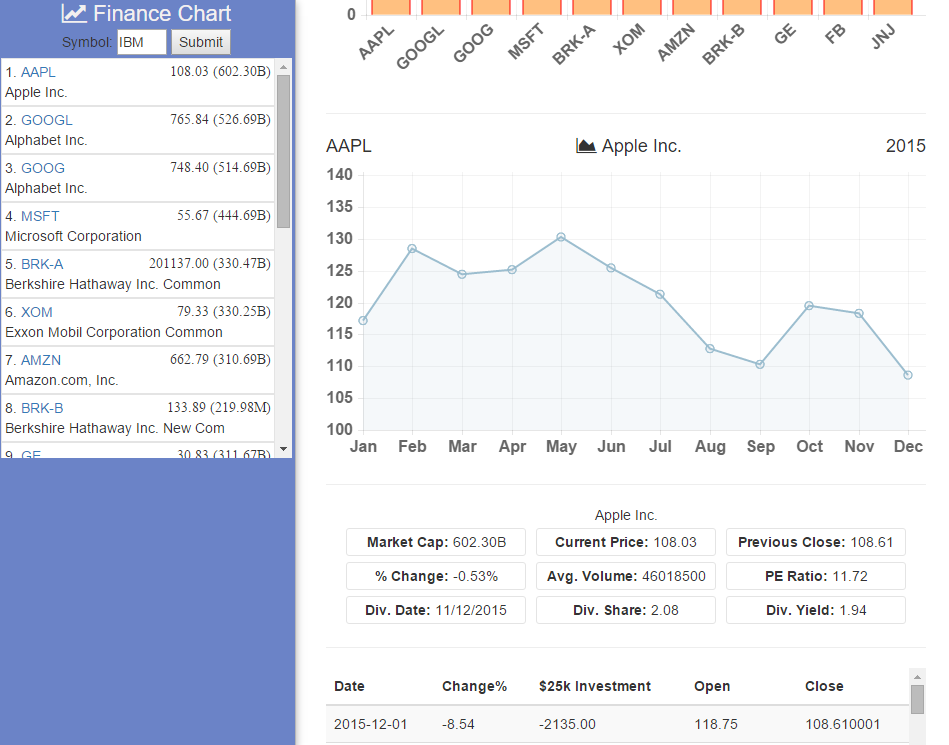 Finance Chart
Symbol: IBM Submit
1. AAPL 108.03 (602.30B)
Apple Inc.
2. GOOGL 765.84 (526.69B)
Alphabet Inc.
3. GOOG 748.40 (514.69B)
Alphabet Inc.
4. MSFT 55.67 (444.69B)
Microsoft Corporation
5. BRK-A 201137.00 (330.47B)
Berkshire Hathaway Inc. Common
6. XOM 79.33 (330.25B)
Exxon Mobil Corporation Common
7. AMZN 662.79 (310.69B)
Amazon.com, Inc.
8. BRK-B 133.89 (219.98M)
Berkshire Hathaway Inc. New Com
9. GE 30.83 (311.67B)
0
AAPL GOOGL GOOG MSFT BRK-A XOM AMZN BRK-B GE FB JNJ
AAPL Apple Inc. 2015
140
135
130
125
120
115
110
105
100
Jan Feb Mar Apr May Jun Jul Aug Sep Oct Nov Dec
Apple Inc.
Market Cap: 602.30B Current Price: 108.03 Previous Close: 108.61
% Change: -0.53% Avg. Volume: 46018500 PE Ratio: 11.72
Div. Date: 11/12/2015 Div. Share: 2.08 Div. Yield: 1.94
Date Change% $25k Investment Open Close
2015-12-01 -8.54 -2135.00 118.75 108.610001